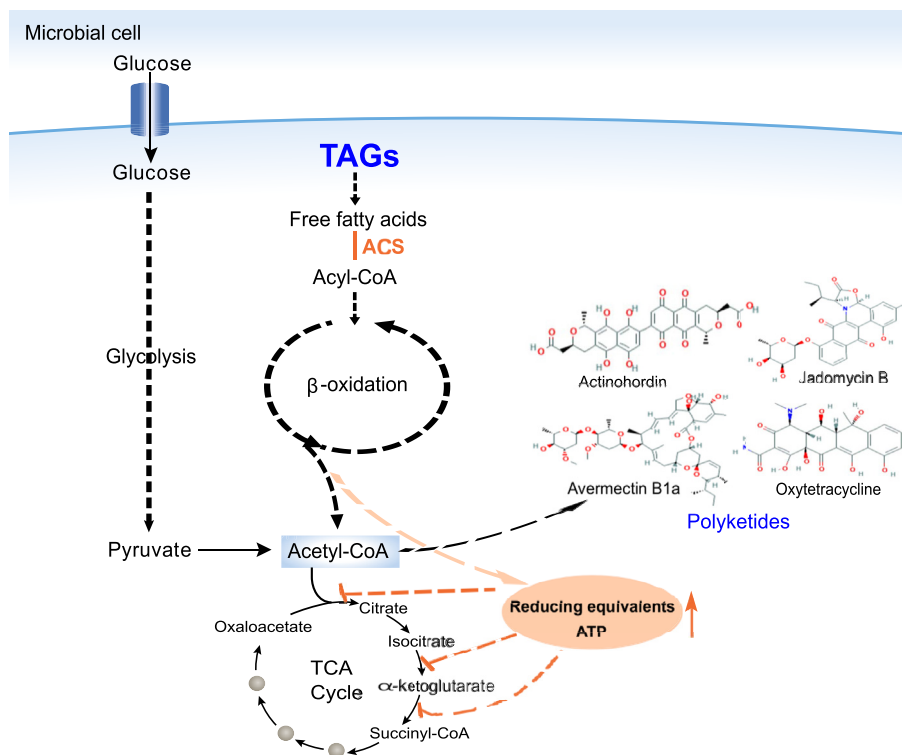 Microbial cell
Glucose
Glucose
TAGs
Free fatty acids
ACS
Acyl-CoA
Glycolysis
β-oxidation
Actinohordin
Jadomycin B
Avermectin B1a
Oxytetracycline
Polyketides
Pyruvate
Acetyl-CoA
Reducing equivalents
ATP
Citrate
Oxaloacetate
Isocitrate
TCA
Cycle
α-ketoglutarate
Succinyl-CoA